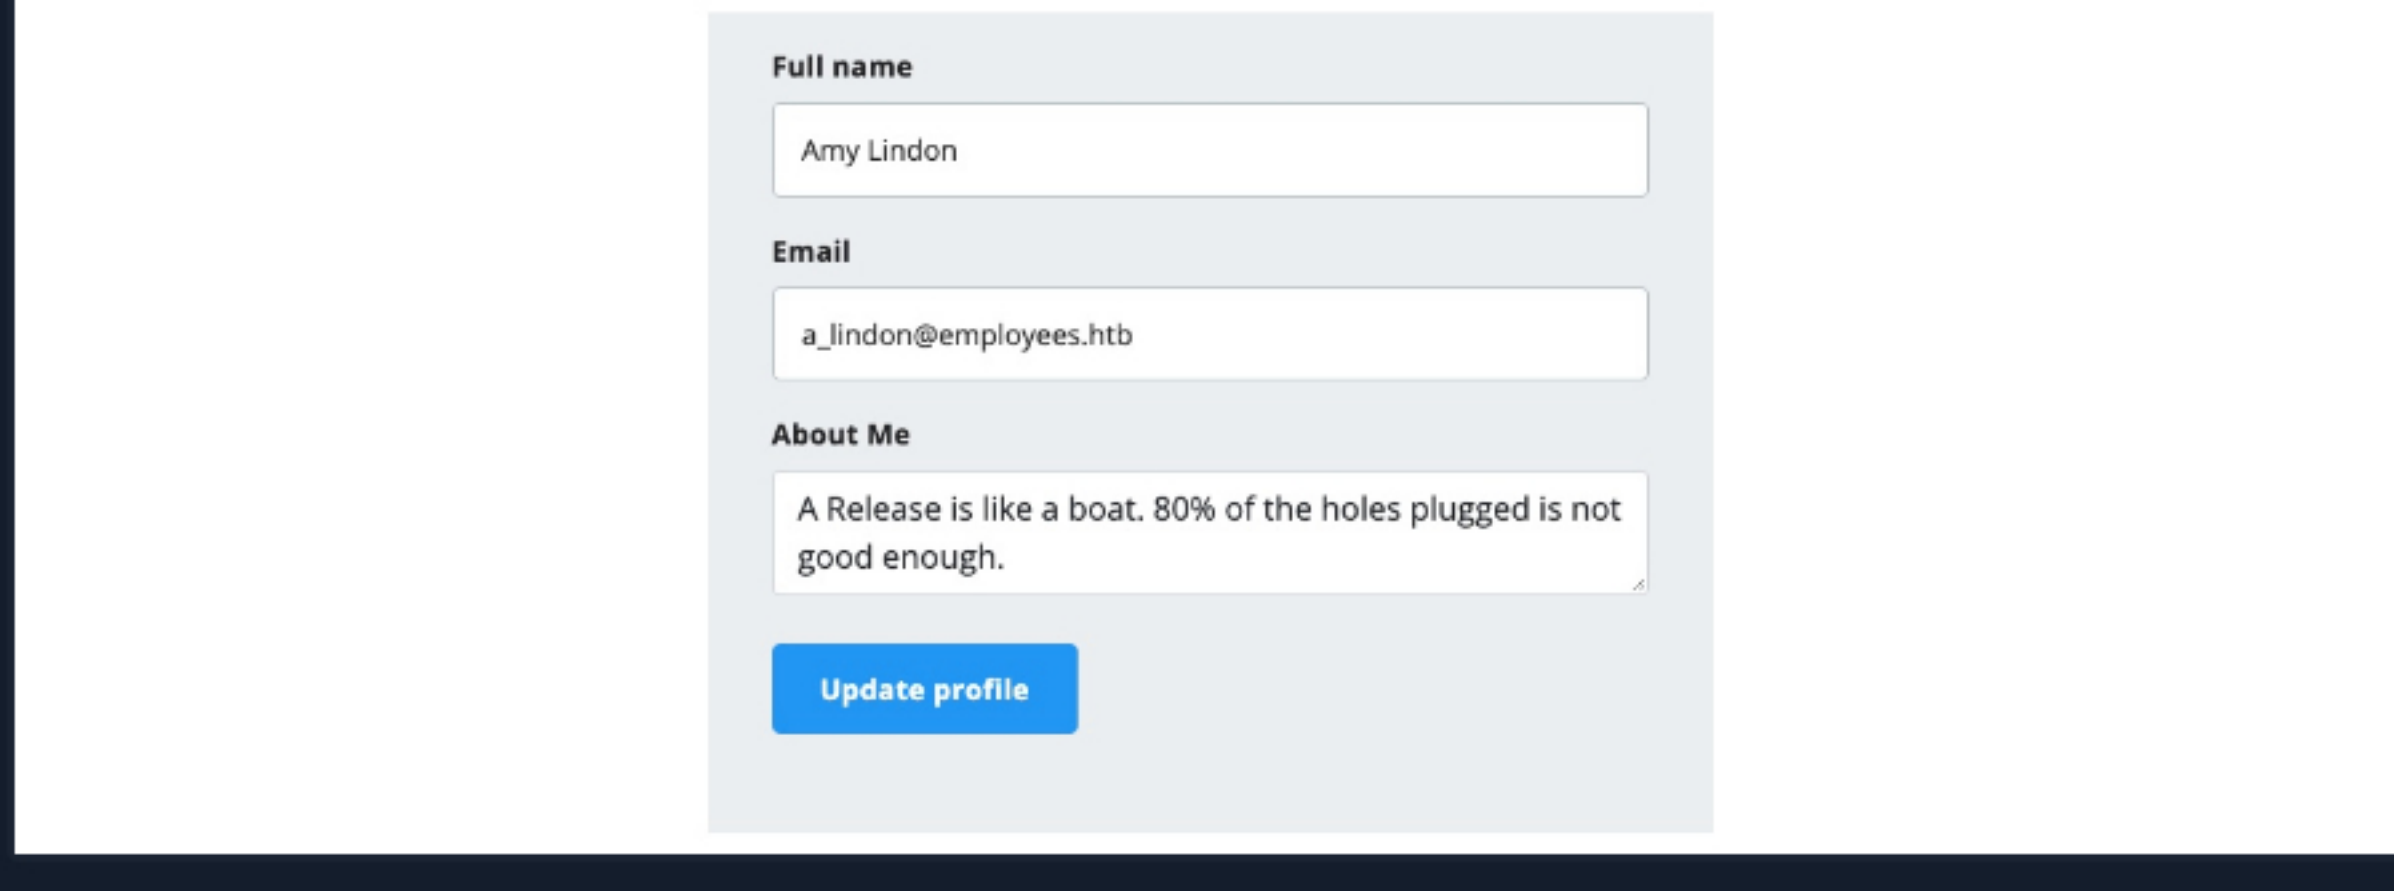 Full name
Amy Lindon
Email
a_lindon@employees.htb
About Me
A Release is like a boat. 80% of the holes plugged is not
good enough.
Update profile